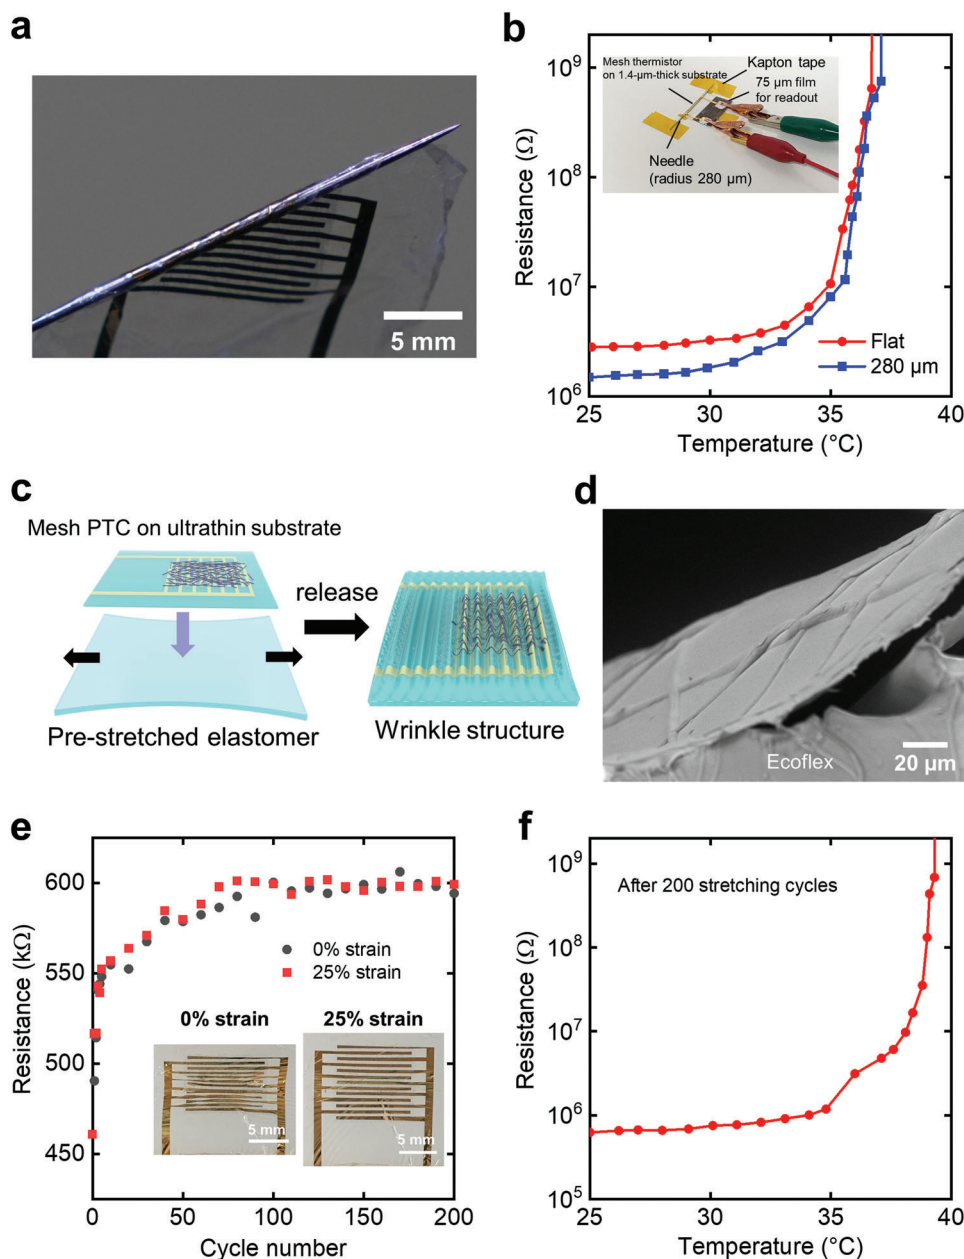 a
5 mm
b
Resistance (Ω)
10⁹
10⁸
10⁷
10⁶
Mesh thermistor
on 1.4-µm-thick substrate
Kapton tape
75 µm film
for readout
Needle
(radius 280 µm)
Flat
280 µm
25 30 35 40
Temperature (°C)
c
Mesh PTC on ultrathin substrate
release
Pre-stretched elastomer
Wrinkle structure
d
Ecoflex
20 µm
e
Resistance (kΩ)
600
550
500
450
0% strain
25% strain
0% strain
25% strain
5 mm
5 mm
0 50 100 150 200
Cycle number
f
Resistance (Ω)
10⁹
10⁸
10⁷
10⁶
10⁵
After 200 stretching cycles
25 30 35 40
Temperature (°C)